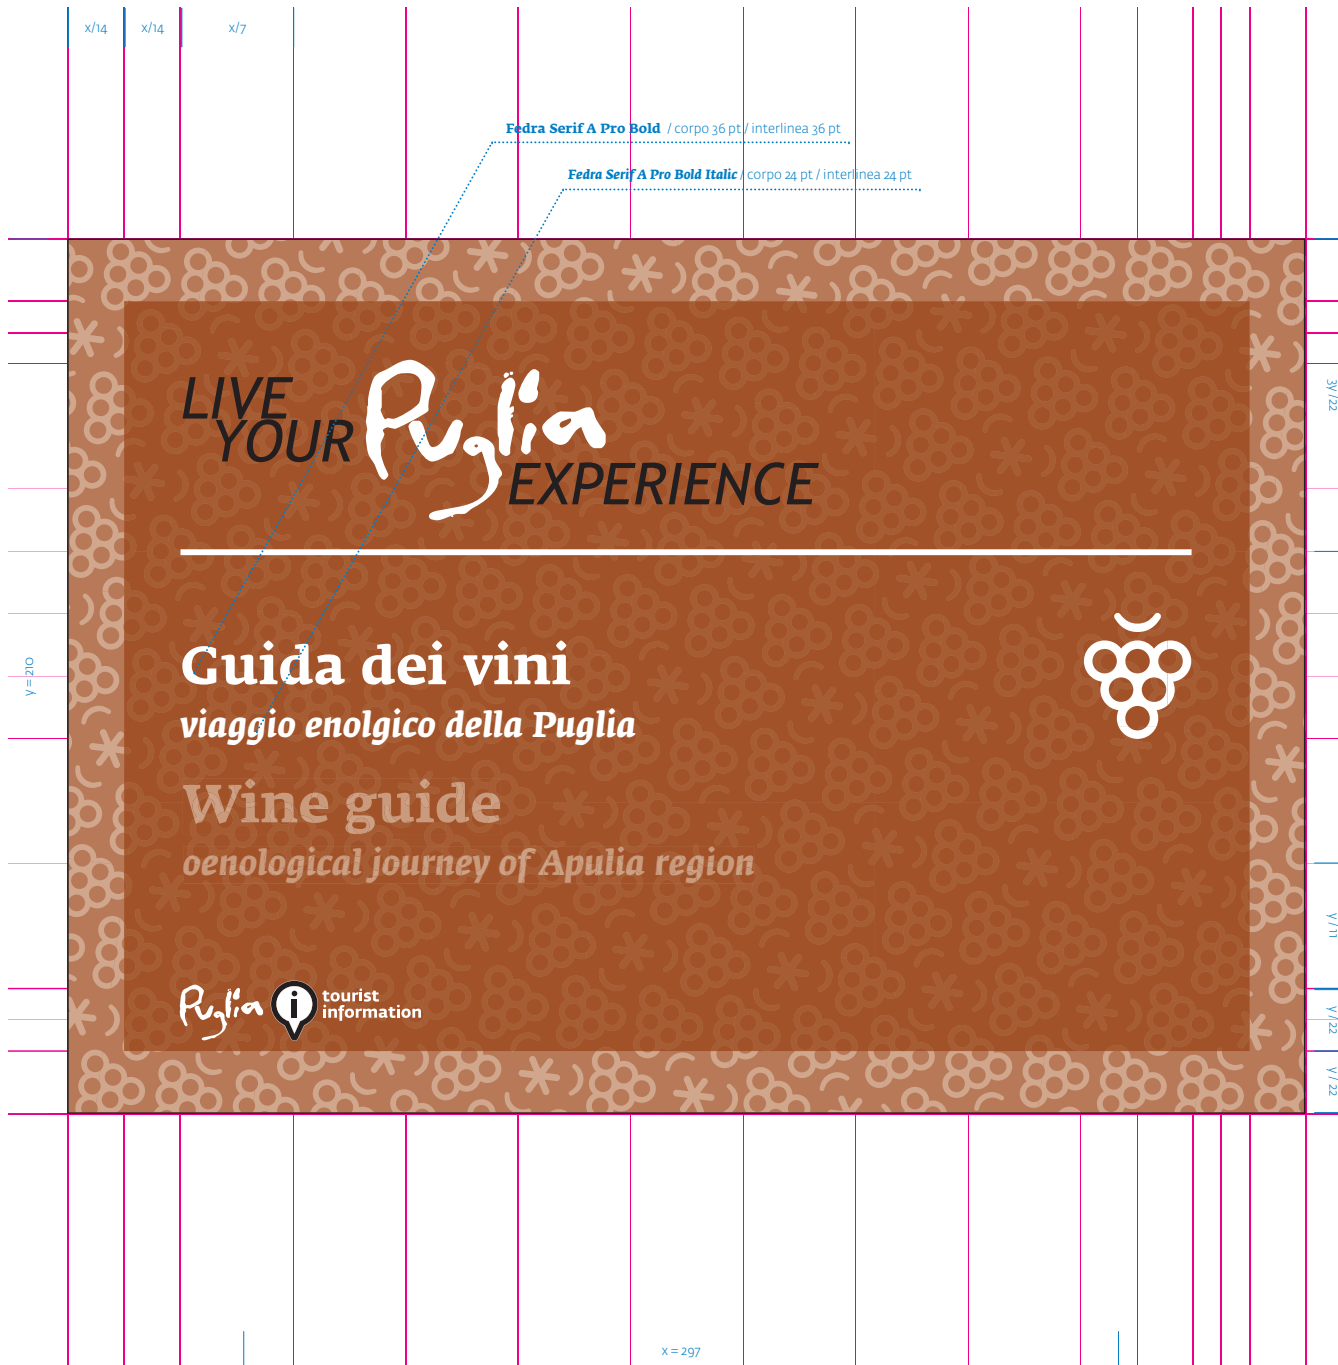 x/14 x/14 x/7
Fedra Serif A Pro Bold / corpo 36 pt / interlinea 36 pt
Fedra Serif A Pro Bold Italic / corpo 24 pt / interlinea 24 pt
LIVE
YOUR Puglia
EXPERIENCE
3y /22
y = 210
Guida dei vini
viaggio enolgico della Puglia
Wine guide
oenological journey of Apulia region
y / 11
y / 22
y / 22
Puglia i tourist
information
x = 297